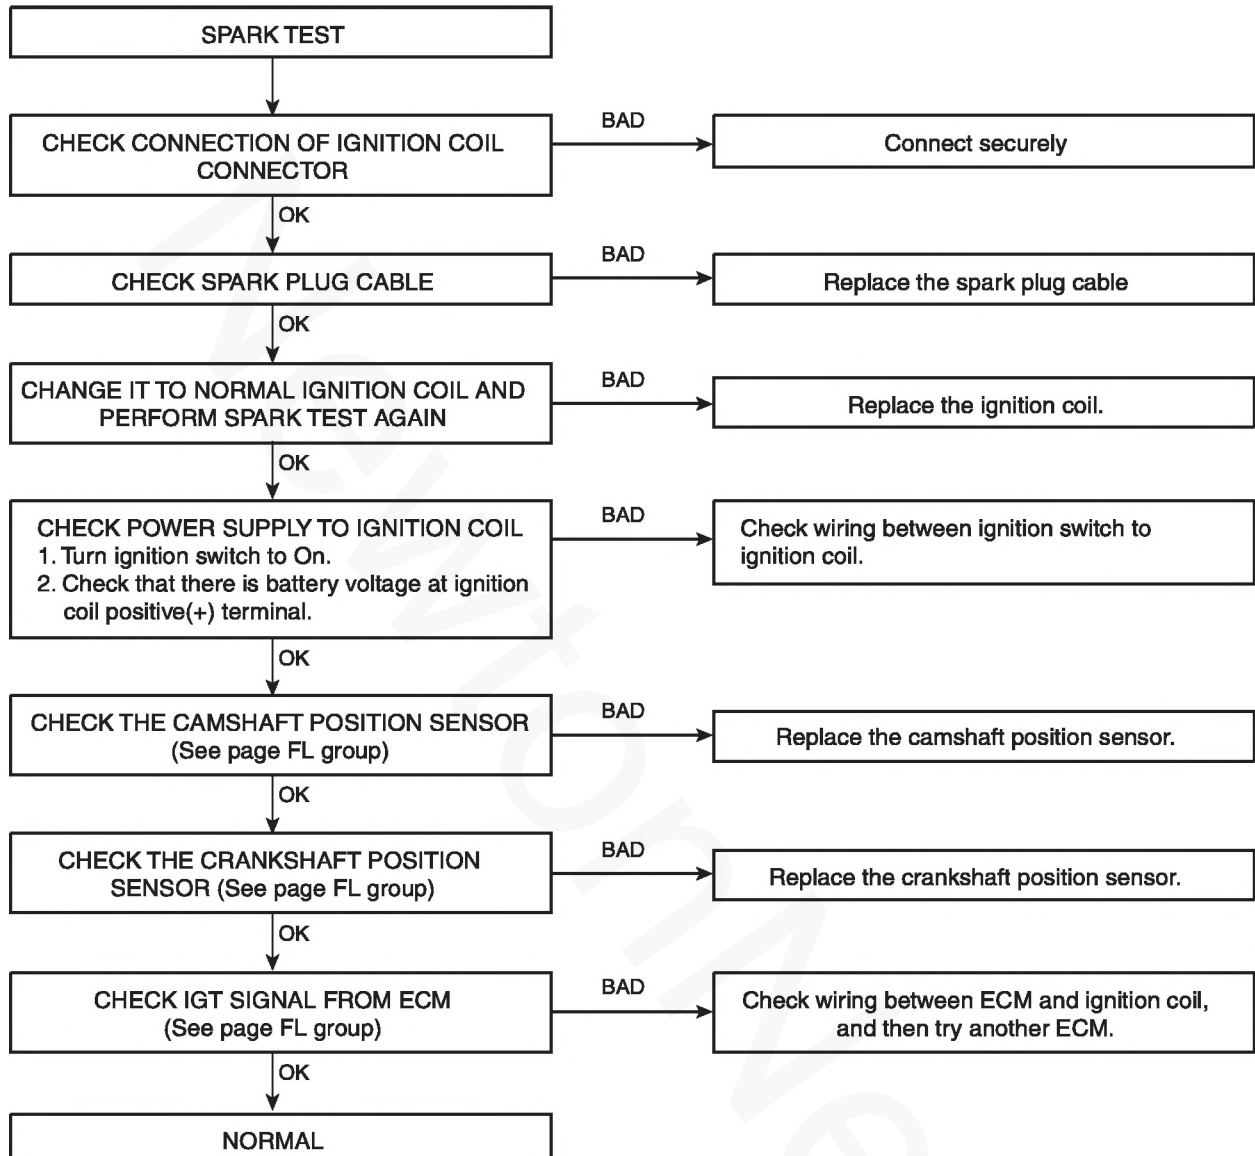 SPARK TEST
CHECK CONNECTION OF IGNITION COIL
CONNECTOR
BAD
Connect securely
OK
CHECK SPARK PLUG CABLE
BAD
Replace the spark plug cable
OK
CHANGE IT TO NORMAL IGNITION COIL AND
PERFORM SPARK TEST AGAIN
BAD
Replace the ignition coil.
OK
CHECK POWER SUPPLY TO IGNITION COIL
1. Turn ignition switch to On.
2. Check that there is battery voltage at ignition
coil positive(+) terminal.
BAD
Check wiring between ignition switch to
ignition coil.
OK
CHECK THE CAMSHAFT POSITION SENSOR
(See page FL group)
BAD
Replace the camshaft position sensor.
OK
CHECK THE CRANKSHAFT POSITION
SENSOR (See page FL group)
BAD
Replace the crankshaft position sensor.
OK
CHECK IGT SIGNAL FROM ECM
(See page FL group)
BAD
Check wiring between ECM and ignition coil,
and then try another ECM.
OK
NORMAL
NewtonNe